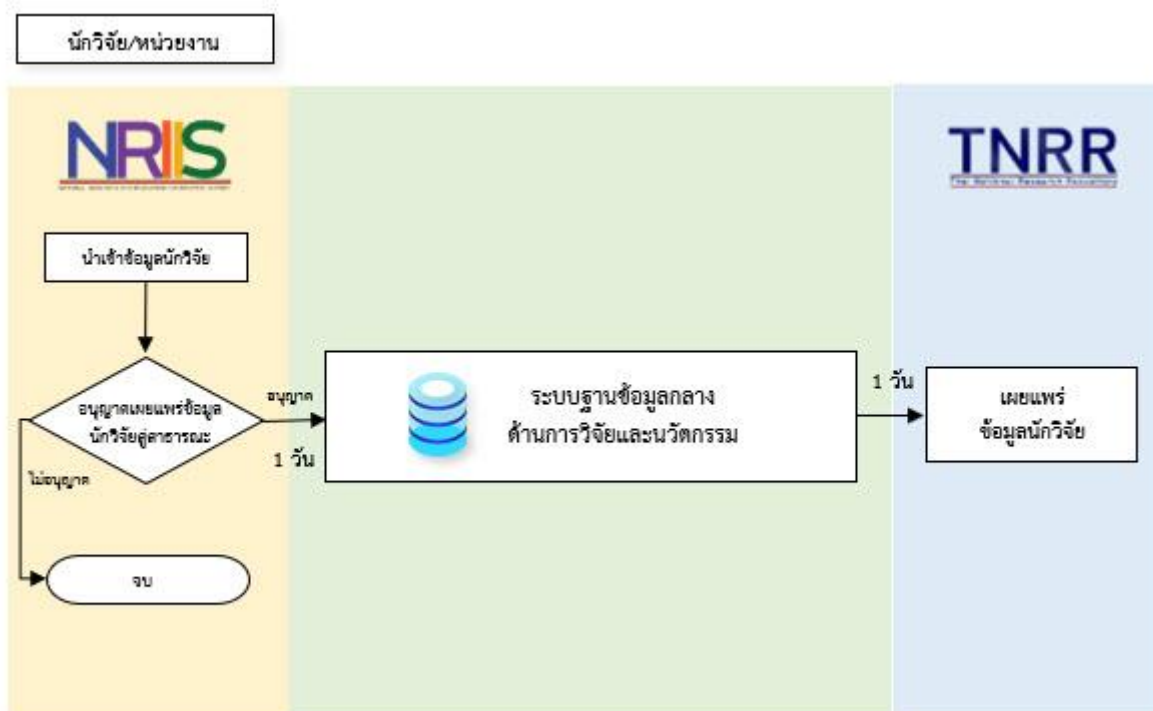 นักวิจัย/หน่วยงาน
NRIIS
TNRR
Thai National Research Repository
นำเข้าข้อมูลนักวิจัย
อนุญาตเผยแพร่ข้อมูล
นักวิจัยสู่สาธารณะ
อนุญาต
1 วัน
ไม่อนุญาต
จบ
ระบบฐานข้อมูลกลาง
ด้านการวิจัยและนวัตกรรม
1 วัน
เผยแพร่
ข้อมูลนักวิจัย